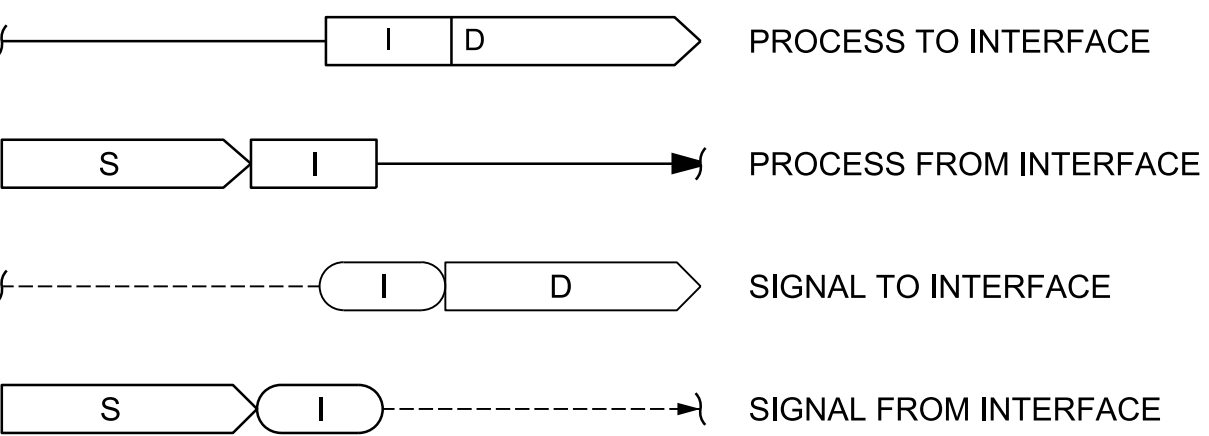 I D PROCESS TO INTERFACE
S I PROCESS FROM INTERFACE
I D SIGNAL TO INTERFACE
S I SIGNAL FROM INTERFACE